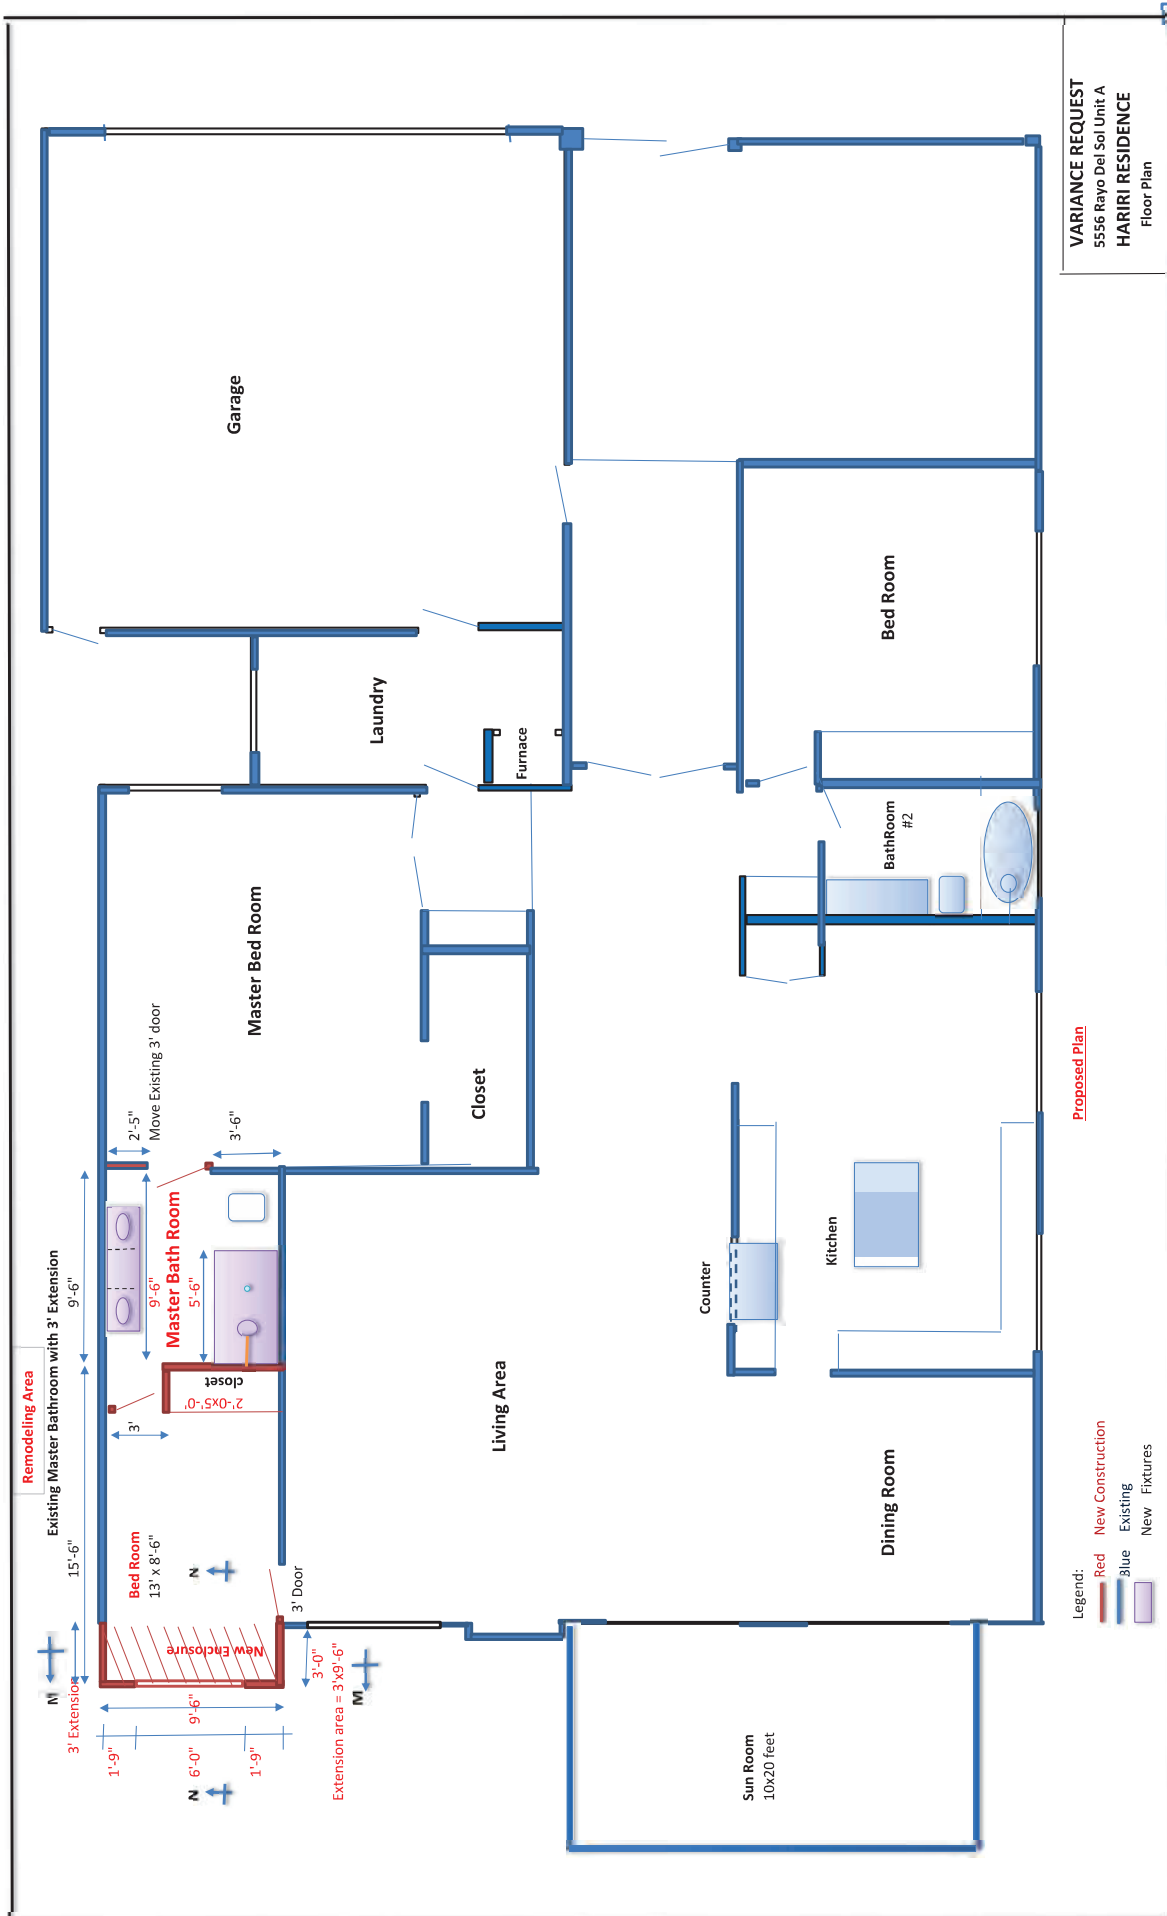 Remodeling Area
Existing Master Bathroom with 3' Extension
15'-6"
9'-6"
3' Extension
M
1'-9"
6'-0"
1'-9"
9'-6"
N
N
New Enclosure
Bed Room
13' x 8'-6"
3'
closet
2'-0x5'-0'
9'-6"
Master Bath Room
5'-6"
2'-5"
Move Existing 3' door
3'-6"
Master Bed Room
3' Door
3'-0"
Extension area = 3'x9'-6"
M
Garage
Laundry
Furnace
Closet
Living Area
Counter
Kitchen
Dining Room
Sun Room
10x20 feet
BathRoom
#2
Bed Room
Proposed Plan
Legend:
Red New Construction
Blue Existing
New Fixtures
VARIANCE REQUEST
5556 Rayo Del Sol Unit A
HARIRI RESIDENCE
Floor Plan